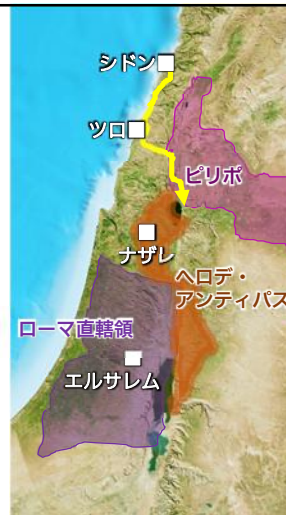 シドン
ツロ
ピリポ
ナザレ
ヘロデ・
アンティパス
ローマ直轄領
エルサレム